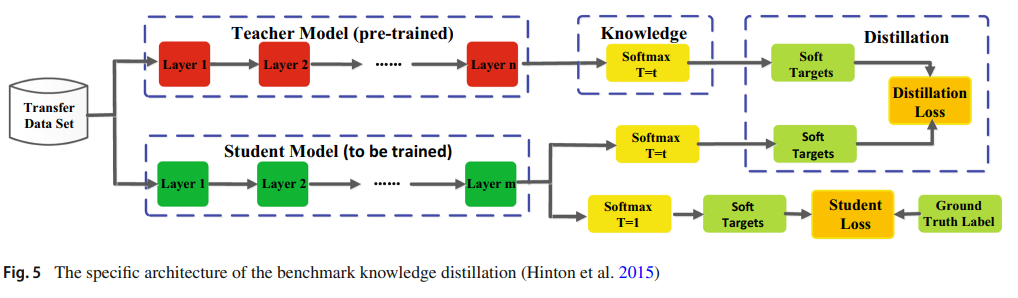 Teacher Model (pre-trained)
Knowledge
Distillation
Layer 1
Layer 2
......
Layer n
Softmax
T=t
Soft
Targets
Transfer
Data Set
Distillation
Loss
Student Model (to be trained)
Softmax
T=t
Soft
Targets
Layer 1
Layer 2
......
Layer m
Softmax
T=1
Soft
Targets
Student
Loss
Ground
Truth Label
Fig. 5 The specific architecture of the benchmark knowledge distillation (Hinton et al. 2015)